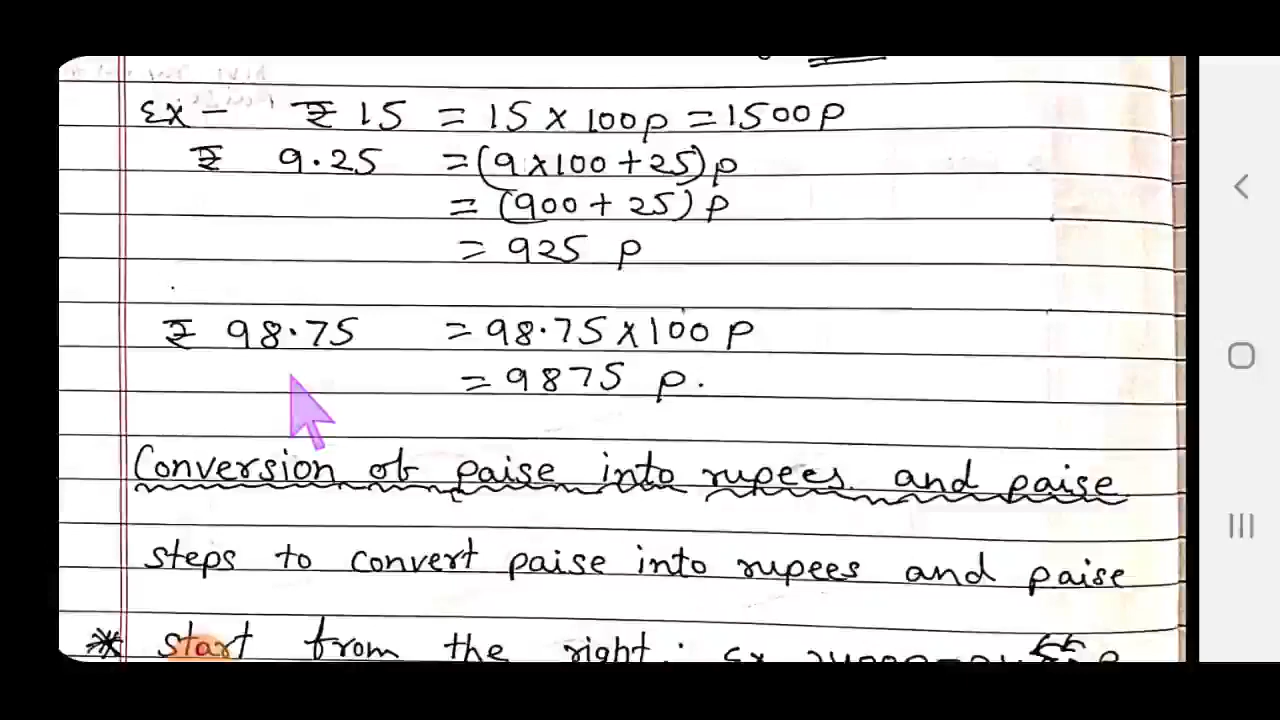 Ex - ₹ 15 = 15 x 100p = 1500p
₹ 9.25 = (9 x 100 + 25) p
= (900 + 25) p
= 925 p
₹ 98.75 = 98.75 x 100 p
= 9875 p.
Conversion of paise into rupees and paise
steps to convert paise into rupees and paise
* start from the right : Ex